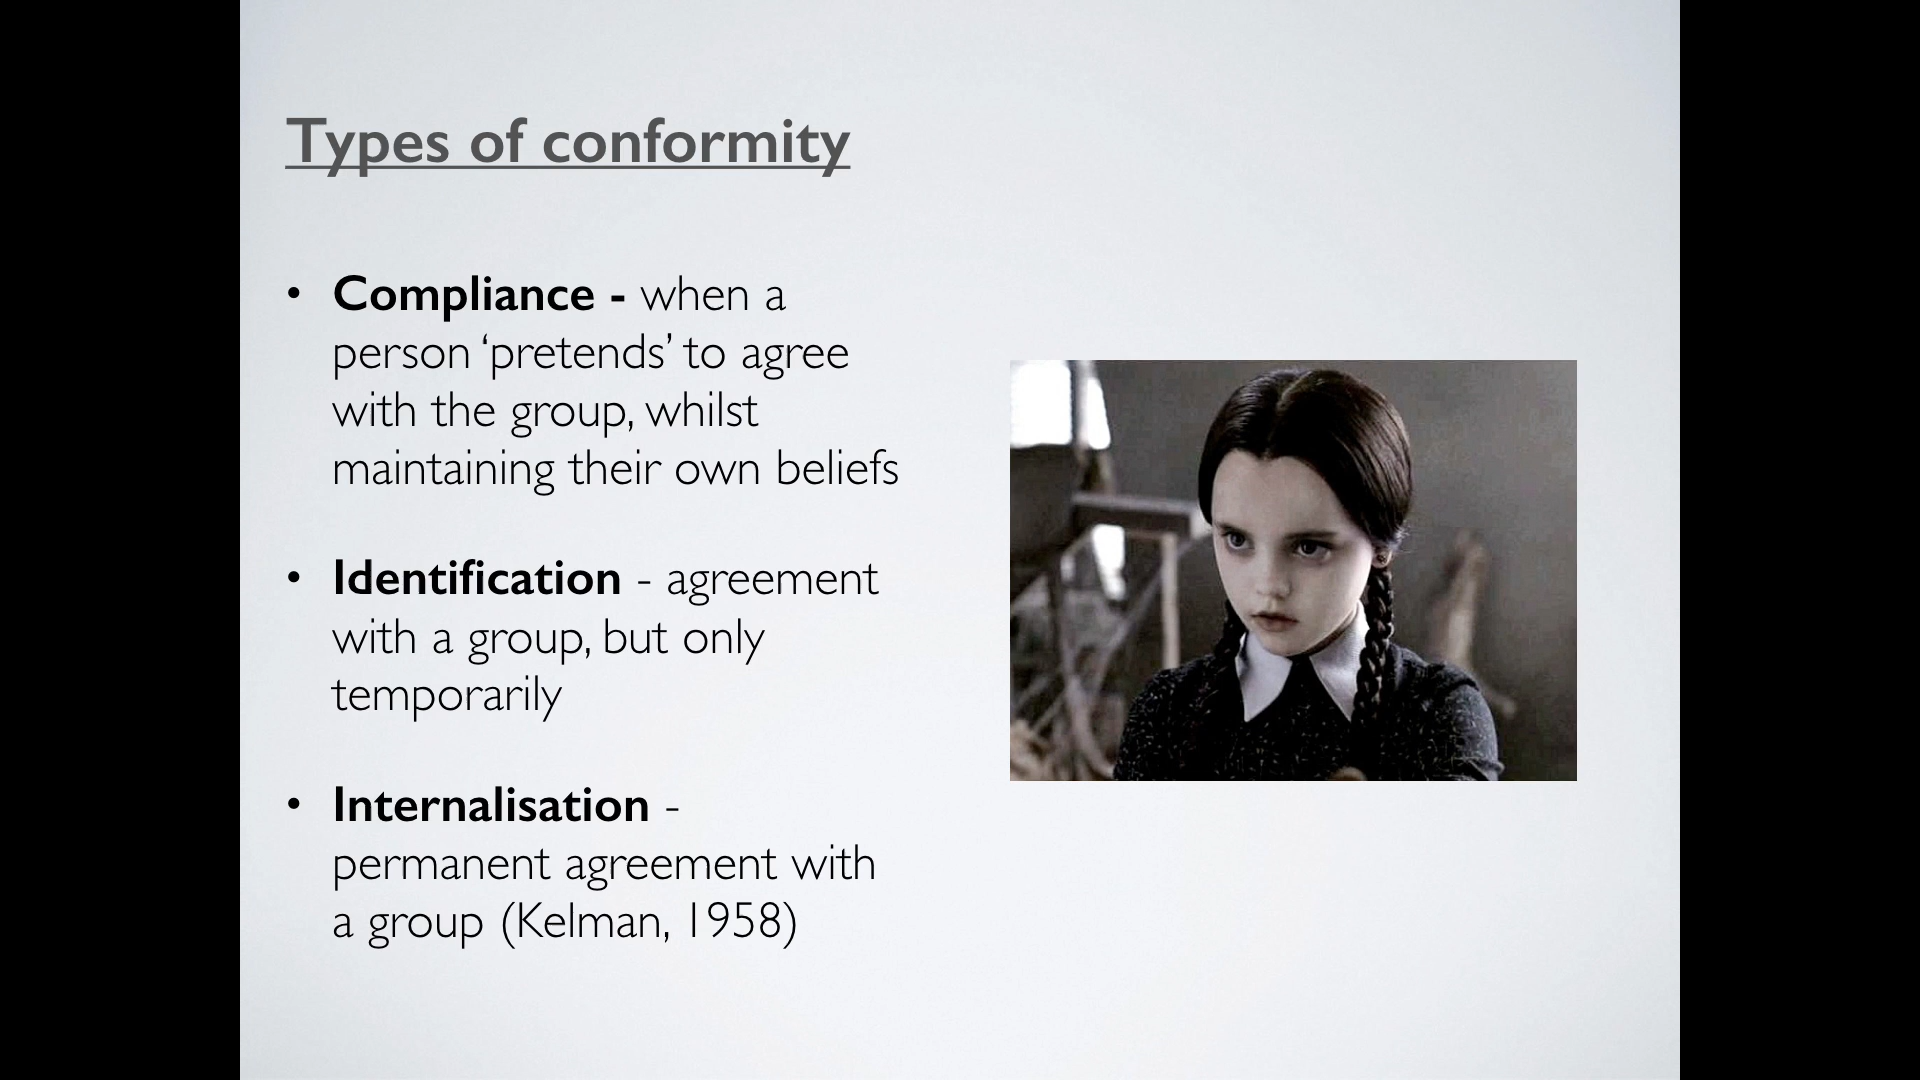 Types of conformity
• Compliance - when a
person ‘pretends’ to agree
with the group, whilst
maintaining their own beliefs
• Identification - agreement
with a group, but only
temporarily
• Internalisation -
permanent agreement with
a group (Kelman, 1958)